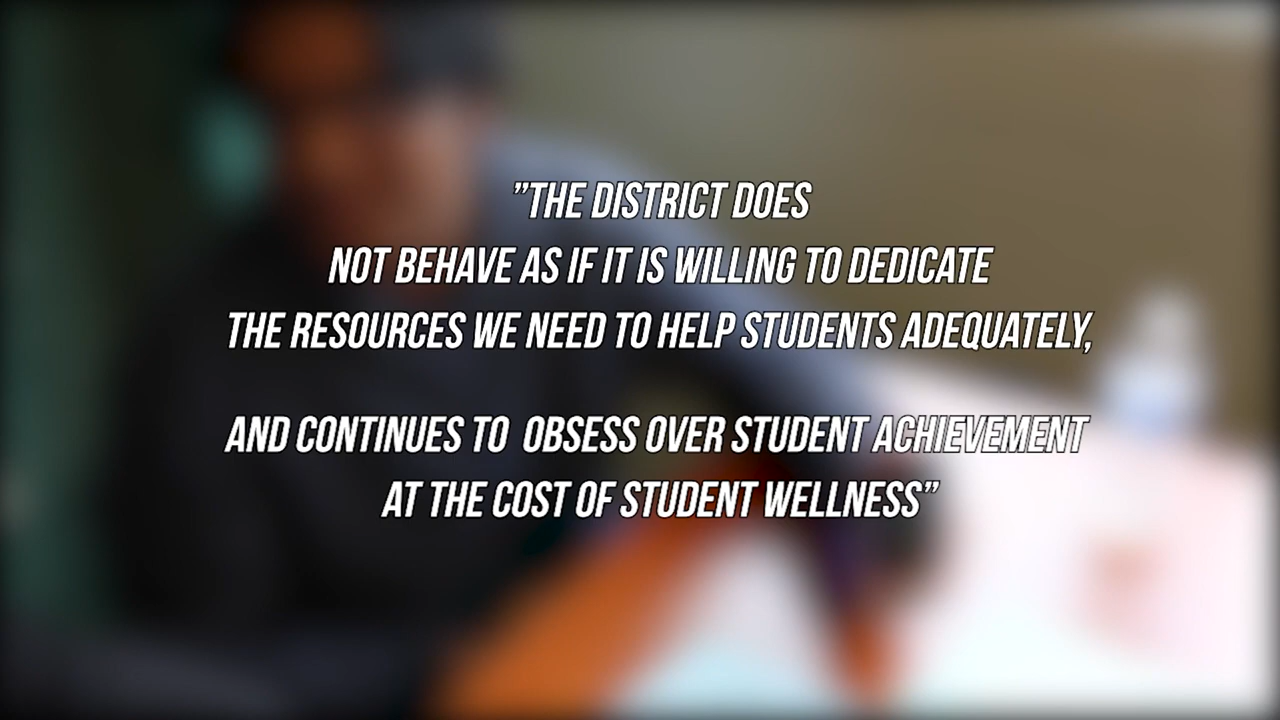 ”THE DISTRICT DOES
NOT BEHAVE AS IF IT IS WILLING TO DEDICATE
THE RESOURCES WE NEED TO HELP STUDENTS ADEQUATELY,
AND CONTINUES TO OBSESS OVER STUDENT ACHIEVEMENT
AT THE COST OF STUDENT WELLNESS”